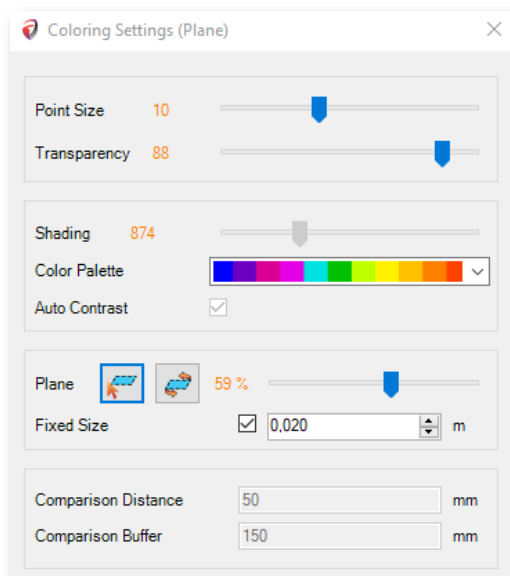 Coloring Settings (Plane)
Point Size 10
Transparency 88
Shading 874
Color Palette
Auto Contrast
Plane 59 %
Fixed Size 0,020 m
Comparison Distance 50 mm
Comparison Buffer 150 mm